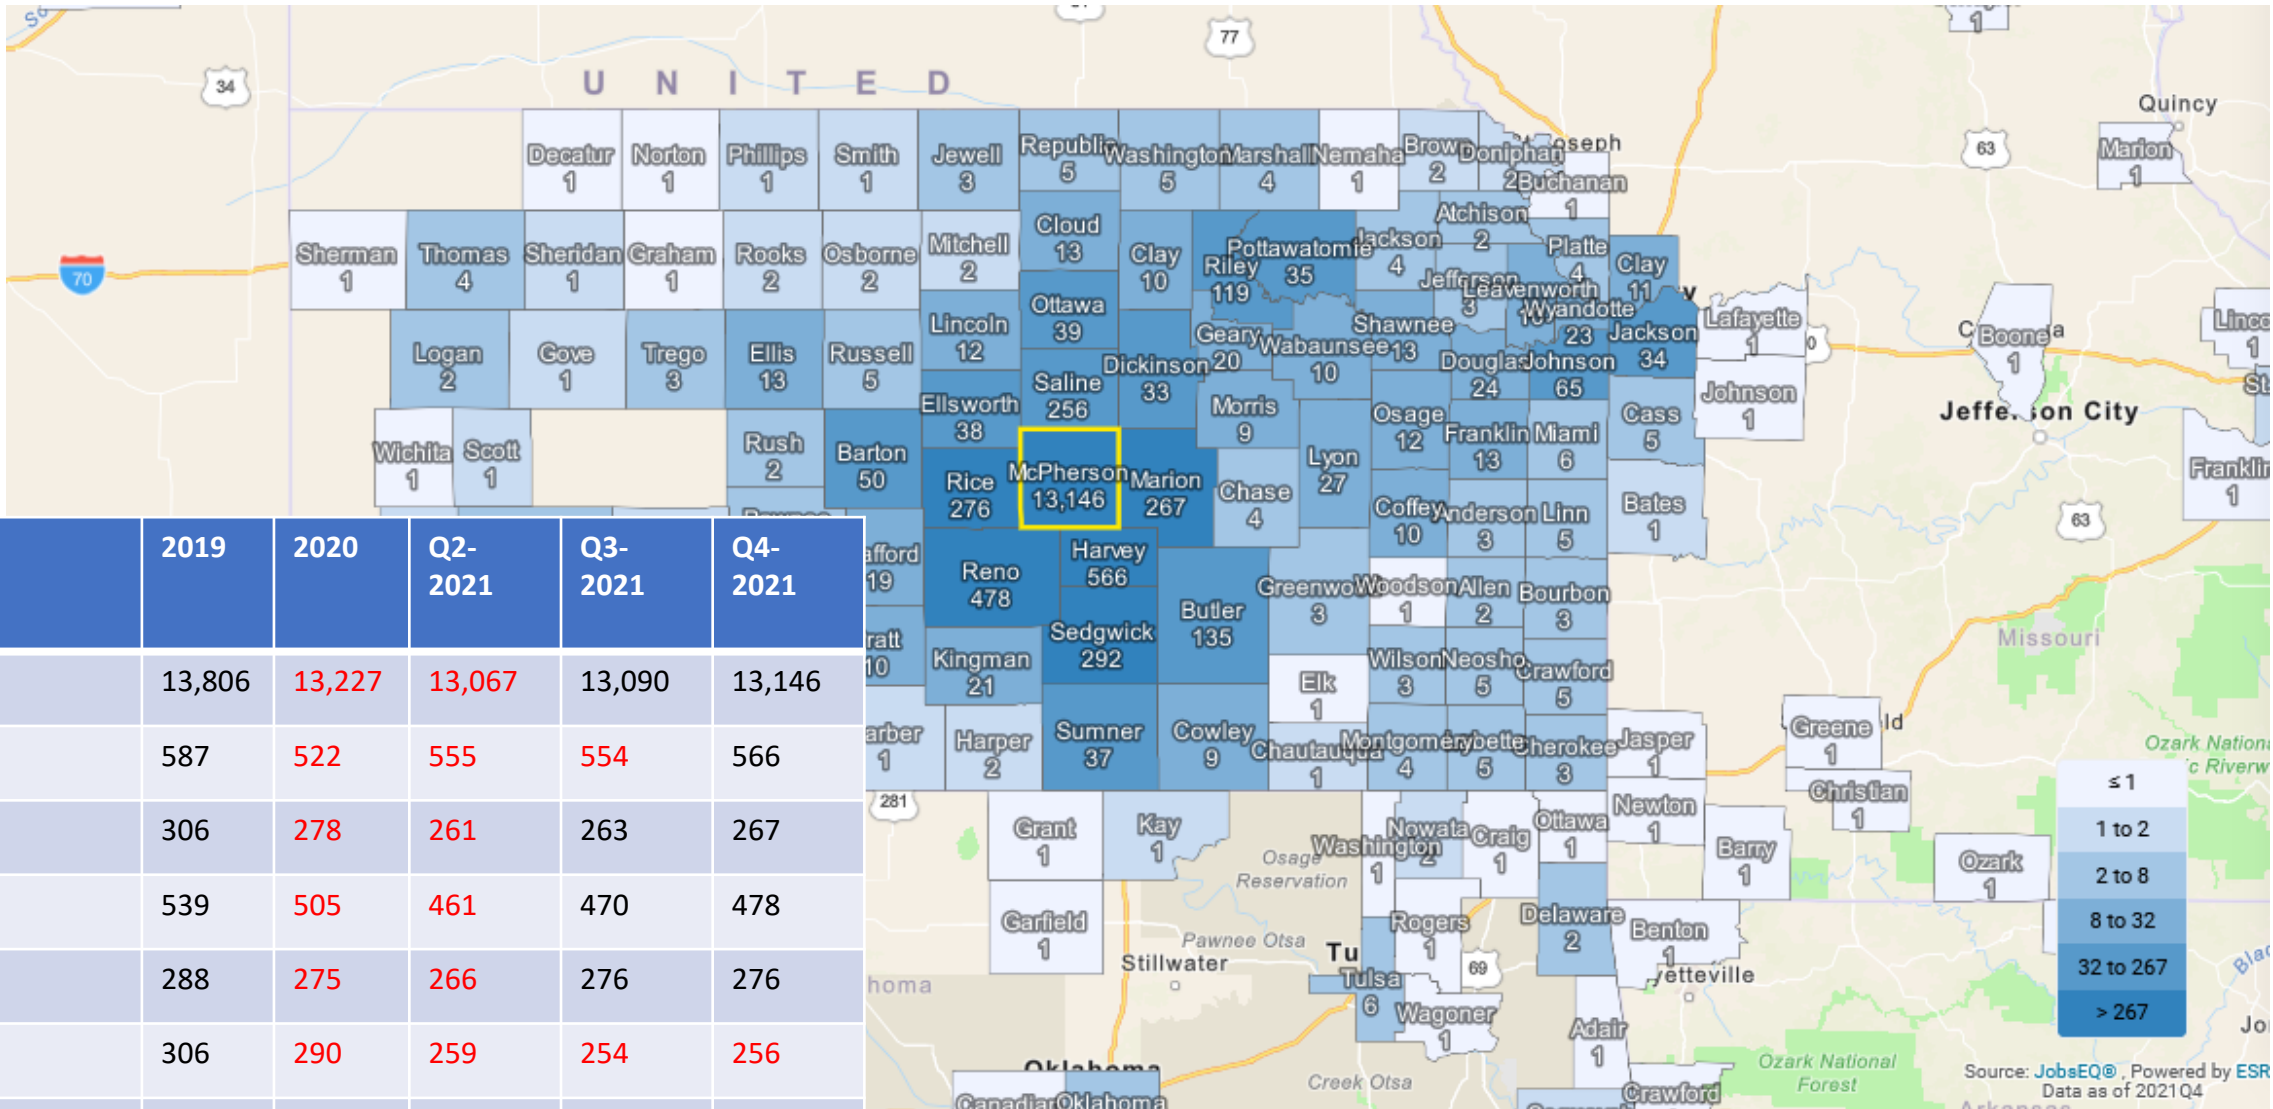 34
77
63
63
70
69
281
UNITED
Quincy
Marion
1
1
Decatur
1
Norton
1
Phillips
1
Smith
1
Jewell
3
Republic
5
Washington
5
Marshall
4
Nemaha
1
Brown
2
Doniphan
2
Buchanan
1
Sherman
1
Thomas
4
Sheridan
1
Graham
1
Rooks
2
Osborne
2
Mitchell
2
Cloud
13
Clay
10
Riley
119
Pottawatomie
35
Jackson
4
Atchison
2
Jefferson
3
Leavenworth
Platte
4
Clay
11
Wyandotte
23
Jackson
34
Lafayette
1
Boone
1
Logan
2
Gove
1
Trego
3
Ellis
13
Russell
5
Lincoln
12
Ottawa
39
Saline
256
Dickinson
33
Geary
20
Wabaunsee
10
Shawnee
13
Douglas
24
Johnson
65
Johnson
1
Cass
5
Jefferson City
Wichita
1
Scott
1
Rush
2
Barton
50
Ellsworth
38
Rice
276
McPherson
13,146
Marion
267
Morris
9
Chase
4
Lyon
27
Osage
12
Franklin
13
Miami
6
Bates
1
Coffey
10
Anderson
3
Linn
5
Reno
478
Harvey
566
Sedgwick
292
Butler
135
Greenwood
3
Woodson
1
Allen
2
Bourbon
3
Missouri
Kingman
21
Elk
1
Wilson
3
Neosho
5
Crawford
5
Harper
2
Sumner
37
Cowley
9
Chautauqua
1
Montgomery
4
5
Cherokee
3
Jasper
1
Newton
1
Greene
1
Christian
1
Barry
1
Ozark
1
Grant
1
Kay
1
Washington
1
Nowata
2
Craig
1
Ottawa
1
Osage
Reservation
Garfield
1
Pawnee Otsa
Stillwater
Rogers
1
Delaware
2
Benton
1
Tulsa
6
Wagoner
1
Adair
1
Creek Otsa
Oklahoma
Canadian
Oklahoma
Crawford
Ozark National
Forest
2019 2020 Q2-2021 Q3-2021 Q4-2021
13,806 13,227 13,067 13,090 13,146
587 522 555 554 566
306 278 261 263 267
539 505 461 470 478
288 275 266 276 276
306 290 259 254 256
≤ 1
1 to 2
2 to 8
8 to 32
32 to 267
> 267
Source: JobsEQ®, Powered by ESR
Data as of 2021Q4